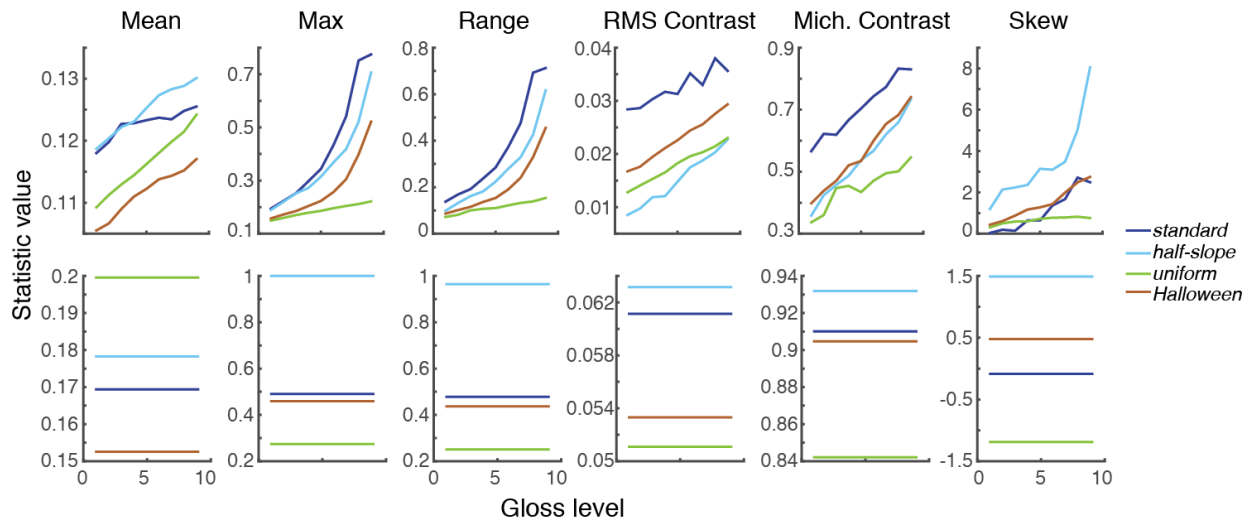 Mean Max Range RMS Contrast Mich. Contrast Skew
Statistic value
0.13 0.7 0.8 0.04 0.9 8
0.12 0.5 0.6 0.03 0.7 6
0.11 0.3 0.4 0.02 0.5 4
0.1 0.2 0.01 0.3 2
0 0
0 5 10 0 5 10
standard
half-slope
uniform
Halloween
0.2 1 1 0.062 0.94 1.5
0.19 0.8 0.8 0.058 0.92 0.5
0.18 0.6 0.6 0.054 0.9 -0.5
0.17 0.4 0.4 0.05 0.88 -1.5
0.16 0.2 0.2 0.86
0.15 0.84
0 5 10 0 5 10
Gloss level